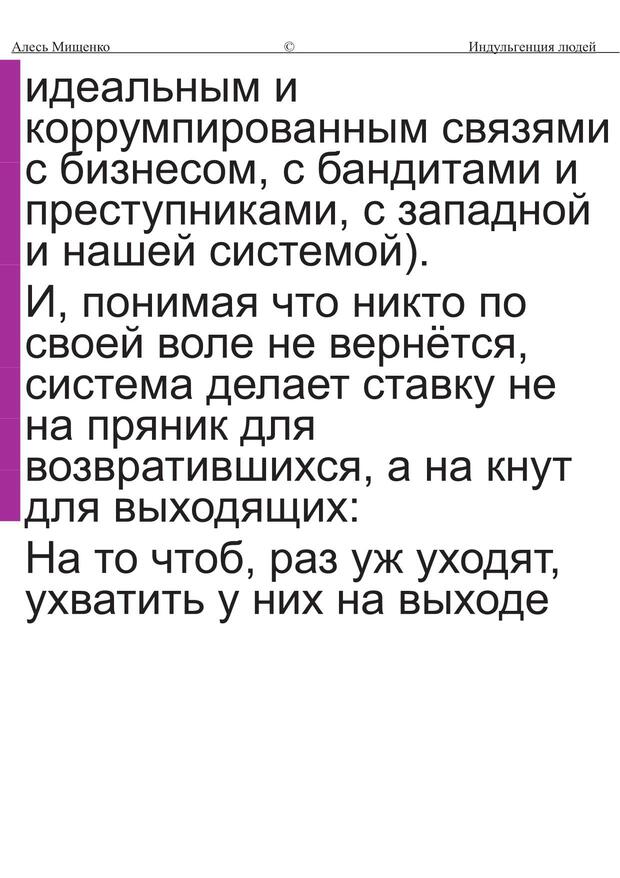 Алесь Мищенко © Индульгенция людей
идеальным и
коррумпированным связями
с бизнесом, с бандитами и
преступниками, с западной
и нашей системой).
И, понимая что никто по
своей воле не вернётся,
система делает ставку не
на пряник для
возвратившихся, а на кнут
для выходящих:
На то чтоб, раз уж уходят,
ухватить у них на выходе